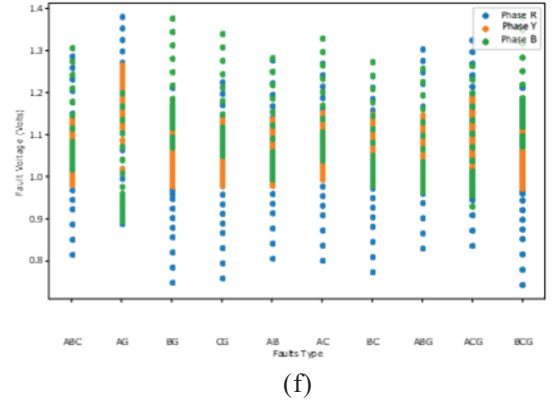 1.4
1.3
1.2
1.1
1.0
0.9
0.8
Fault Voltage (Volts)
Phase R
Phase Y
Phase B
ABC AG BG CG AB AC BC ABG ACG BCG
Faults Type
(f)